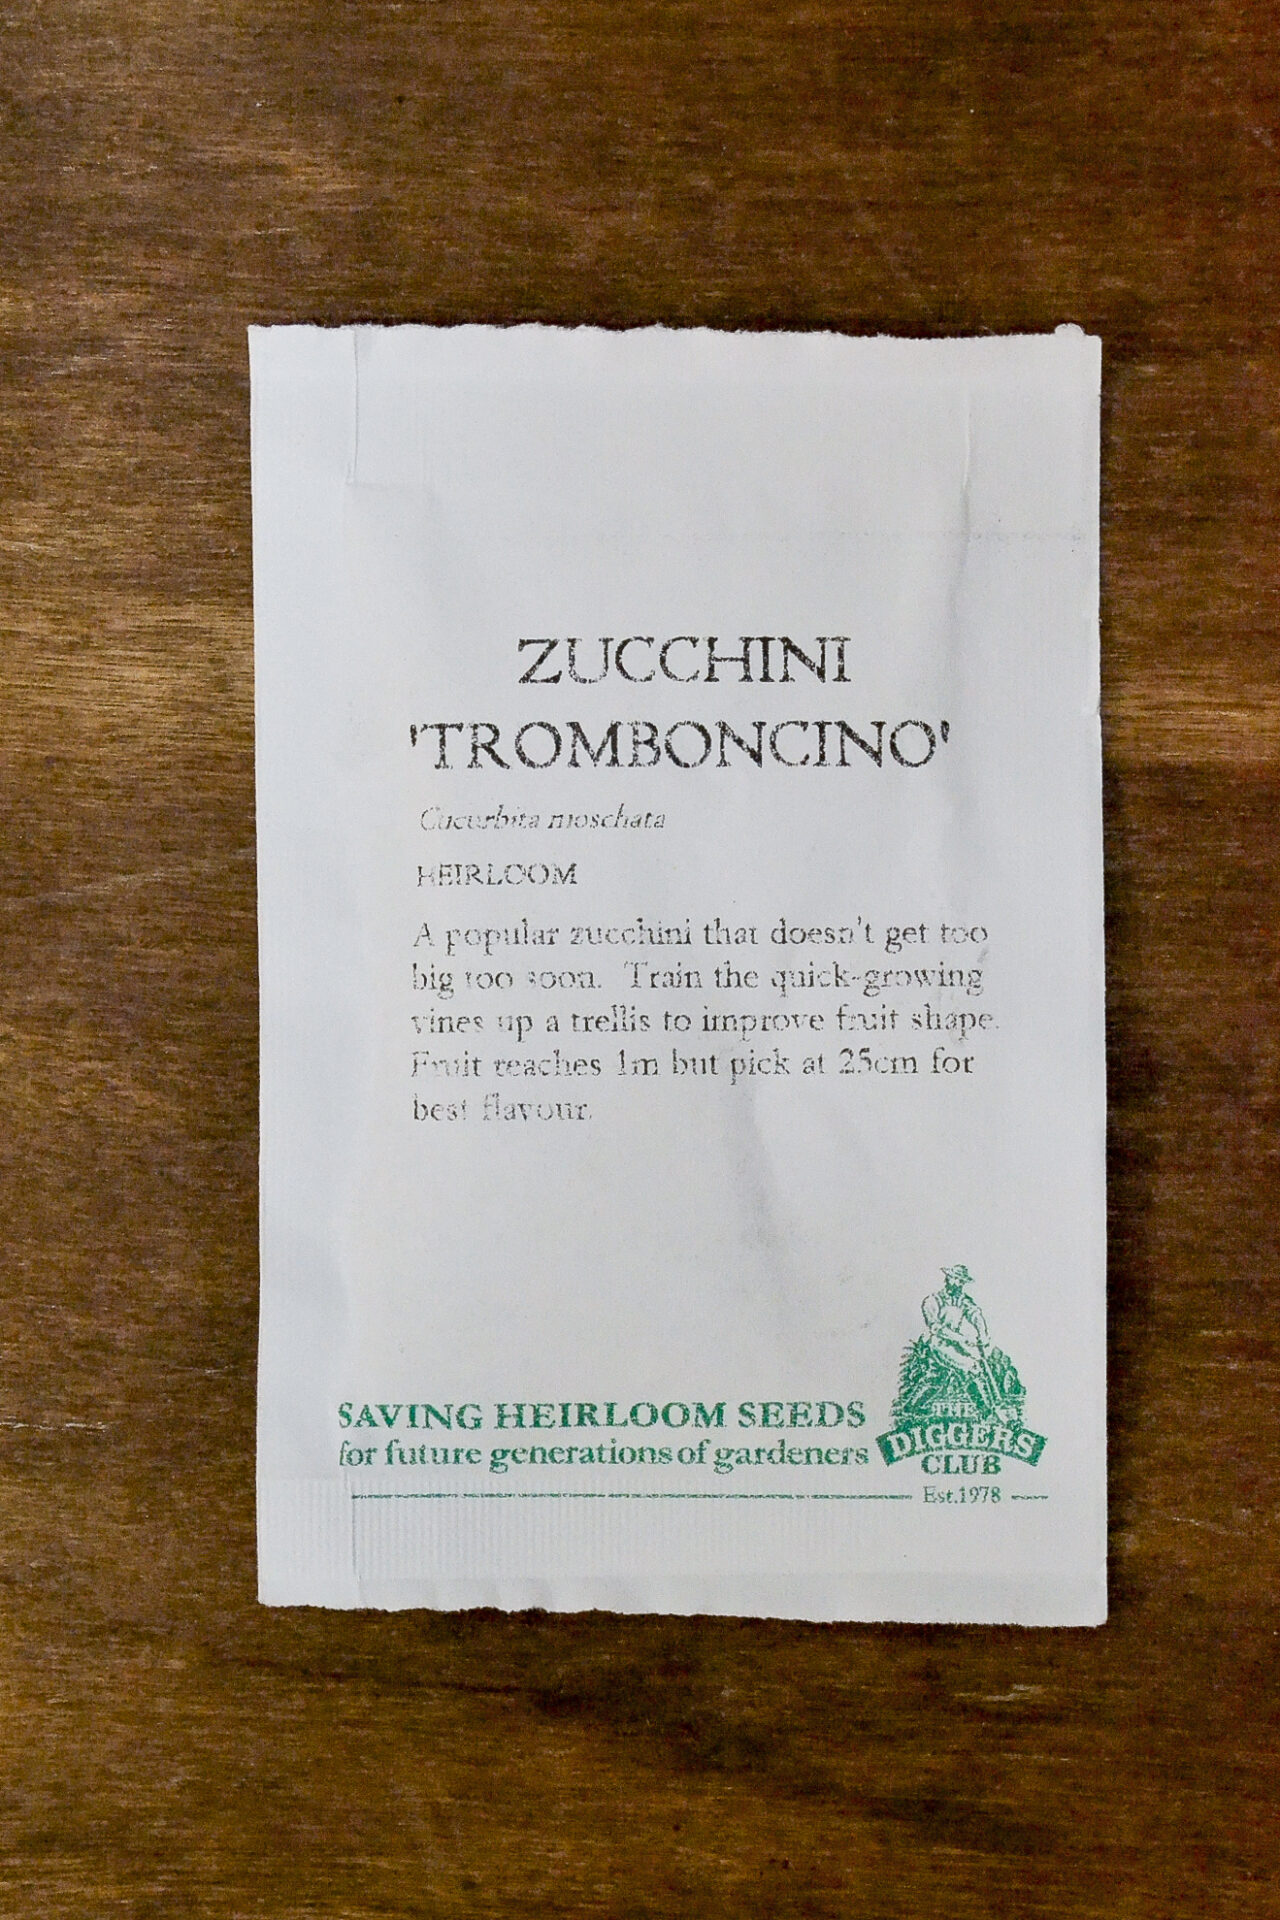 ZUCCHINI
'TROMBONCINO'
Cucurbita moschata
HEIRLOOM
A popular zucchini that doesn't get too
big too soon. Train the quick-growing
vines up a trellis to improve fruit shape.
Fruit reaches 1m but pick at 25cm for
best flavour.
SAVING HEIRLOOM SEEDS
for future generations of gardeners
THE
DIGGERS
CLUB
Est.1978